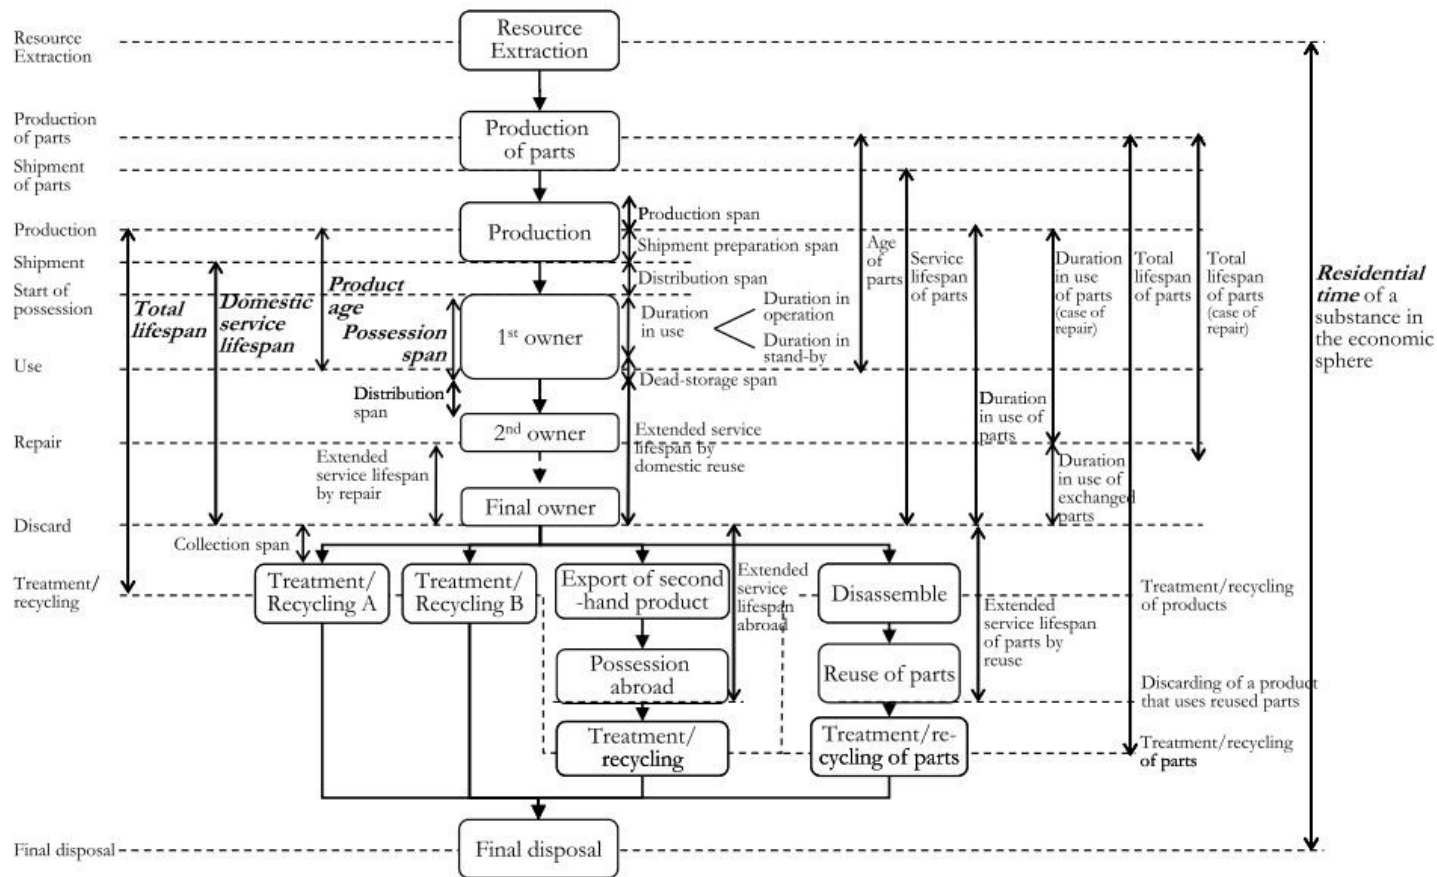 Resource
Extraction
Resource
Extraction
Production
of parts
Production
of parts
Shipment
of parts
Production
Production
Production span
Shipment preparation span
Shipment
Distribution span
Start of
possession
Total
lifespan
Domestic
service
lifespan
Product
age
Possession
span
1st owner
Duration
in use
Duration in
operation
Duration
in stand-by
Age
of
parts
Service
lifespan
of parts
Duration
in use
of parts
(case of
repair)
Total
lifespan
of parts
Total
lifespan
of parts
(case of
repair)
Residential
time of a
substance in
the economic
sphere
Use
Dead-storage span
Distribution
span
Duration
in use of
parts
Repair
2nd owner
Extended service
lifespan by
domestic reuse
Extended
service lifespan
by repair
Duration
in use of
exchanged
parts
Final owner
Discard
Collection span
Treatment/
recycling
Treatment/
Recycling A
Treatment/
Recycling B
Export of second
-hand product
Extended
service
lifespan
abroad
Disassemble
Extended
service lifespan
of parts by
reuse
Treatment/recycling
of products
Possession
abroad
Reuse of parts
Discarding of a product
that uses reused parts
Treatment/
recycling
Treatment/re-
cycling of parts
Treatment/recycling
of parts
Final disposal
Final disposal